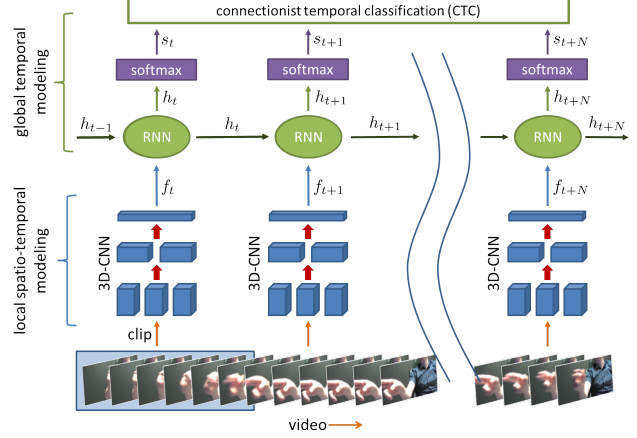 connectionist temporal classification (CTC)
s_t
s_{t+1}
s_{t+N}
softmax
softmax
softmax
h_t
h_{t+1}
h_{t+N}
global temporal
modeling
h_{t-1}
RNN
h_t
RNN
h_{t+1}
RNN
h_{t+N}
f_t
f_{t+1}
f_{t+N}
local spatio-temporal
modeling
3D-CNN
3D-CNN
3D-CNN
clip
video